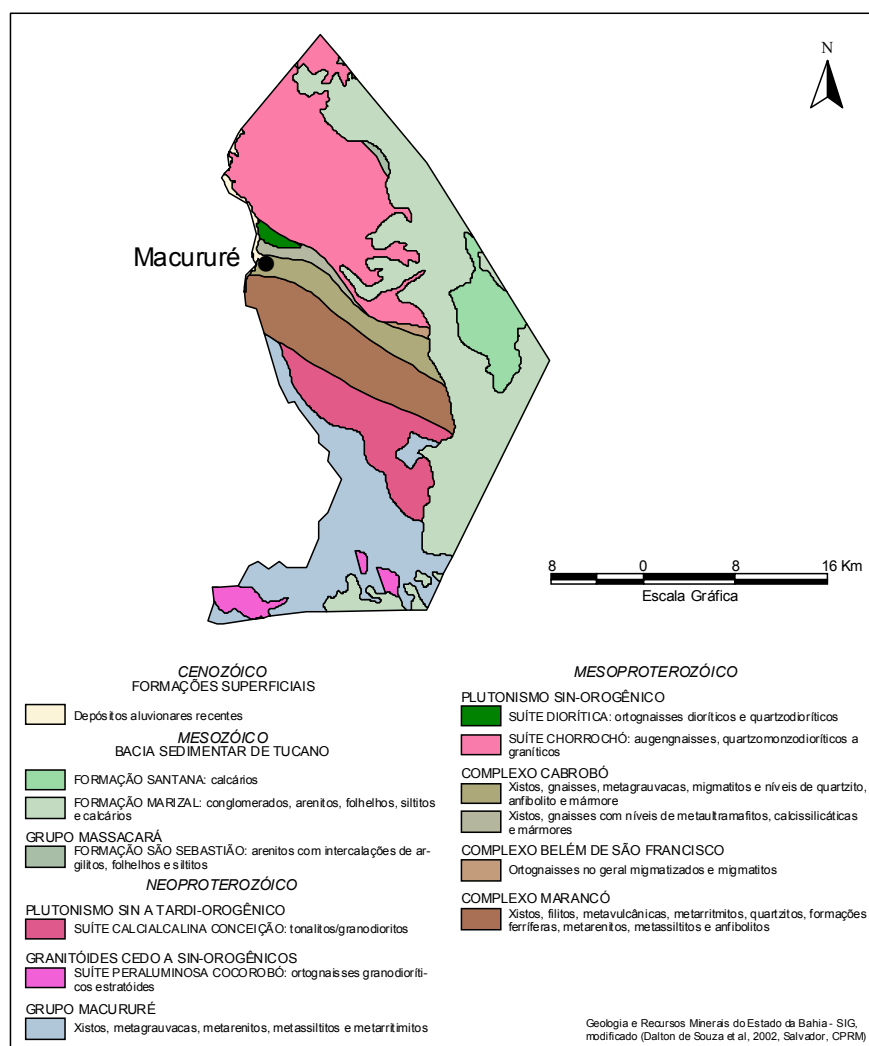 N
Macururé
8 0 8 16 Km
Escala Gráfica
CENOZÓICO
FORMAÇÕES SUPERFICIAIS
Depósitos aluvionares recentes
MESOZÓICO
BACIA SEDIMENTAR DE TUCANO
FORMAÇÃO SANTANA: calcários
FORMAÇÃO MARIZAL: conglomerados, arenitos, folhelhos, siltitos
e calcários
GRUPO MASSACARÁ
FORMAÇÃO SÃO SEBASTIÃO: arenitos com intercalações de ar-
gilitos, folhelhos e siltitos
NEOPROTEROZÓICO
PLUTONISMO SIN A TARDI-OROGÊNICO
SUÍTE CALCIALCALINA CONCEIÇÃO: tonalitos/granodioritos
GRANITÓIDES CEDO A SIN-OROGÊNICOS
SUÍTE PERALUMINOSA COCOROBÓ: ortognaisses granodioríti-
cos estratóides
GRUPO MACURURÉ
Xistos, metagrauvacas, metarenitos, metassiltitos e metarritimitos
MESOPROTEROZÓICO
PLUTONISMO SIN-OROGÊNICO
SUÍTE DIORÍTICA: ortognaisses dioríticos e quartzodioríticos
SUÍTE CHORROCHÓ: augengnaisses, quartzomonzodioríticos a
graníticos
COMPLEXO CABROBÓ
Xistos, gnaisses, metagrauvacas, migmatitos e níveis de quartzito,
anfibolito e mármore
Xistos, gnaisses com níveis de metaultramafitos, calcissilicáticas
e mármores
COMPLEXO BELÉM DE SÃO FRANCISCO
Ortognaisses no geral migmatizados e migmatitos
COMPLEXO MARANCÓ
Xistos, filitos, metavulcânicas, metarritmitos, quartzitos, formações
ferríferas, metarenitos, metassiltitos e anfibolitos
Geologia e Recursos Minerais do Estado da Bahia - SIG,
modificado (Dalton de Souza et al, 2002, Salvador, CPRM)